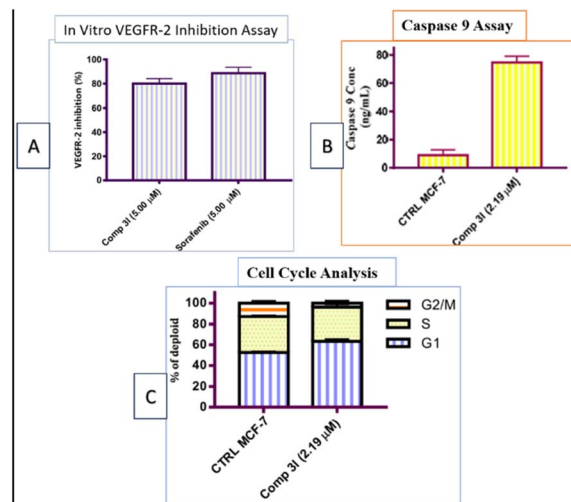 In Vitro VEGFR-2 Inhibition Assay
VEGFR-2 inhibition (%)
100
80
60
40
20
0
Comp 3l (5.00 µM)
Sorafenib (5.00 µM)
A
Caspase 9 Assay
Caspase 9 Conc
(ng/mL)
80
60
40
20
0
CTRL MCF-7
Comp 3l (2.19 µM)
B
Cell Cycle Analysis
% of deploid
100
80
60
40
20
0
CTRL MCF-7
Comp 3l (2.19 µM)
G2/M
S
G1
C